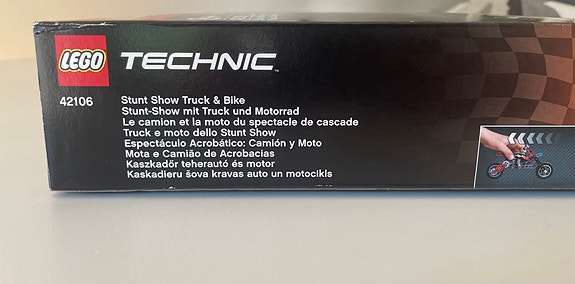 LEGO TECHNIC™
42106
Stunt Show Truck & Bike
Stunt-Show mit Truck und Motorrad
Le camion et la moto du spectacle de cascade
Truck e moto dello Stunt Show
Espectáculo Acrobático: Camión y Moto
Mota e Camião de Acrobacias
Kaszkadőr teherautó és motor
Kaskadieru šova kravas auto un motocikls